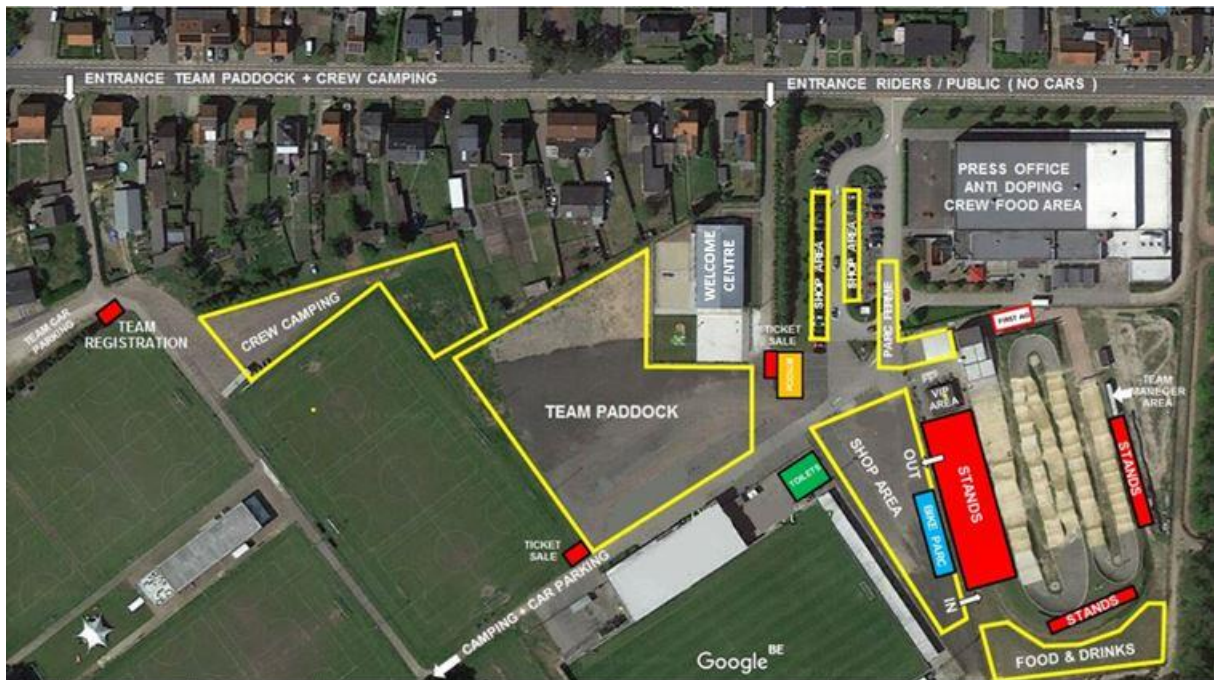 ENTRANCE TEAM PADDOCK + CREW CAMPING
ENTRANCE RIDERS / PUBLIC ( NO CARS )
PRESS OFFICE
ANTI DOPING
CREW FOOD AREA
WELCOME
CENTRE
SHOP AREA
SHOP AREA
PARC FERME
FIRST AID
CREW CAMPING
TEAM CAR
PARKING
TEAM
REGISTRATION
TICKET
SALE
PODIUM
TEAM PADDOCK
PP
VIP
AREA
TEAM
MANEGER
AREA
SHOP AREA
OUT
STANDS
STANDS
TOILETS
BIKE PARC
IN
TICKET
SALE
CAMPING + CAR PARKING
STANDS
FOOD & DRINKS
Google BE